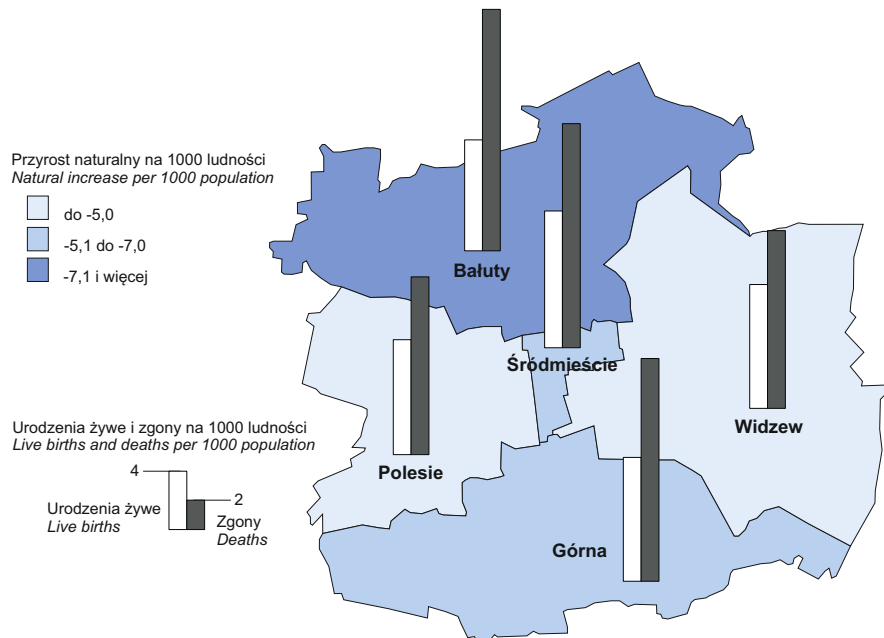 Przyrost naturalny na 1000 ludności
Natural increase per 1000 population
do -5,0
-5,1 do -7,0
-7,1 i więcej
Bałuty
Śródmieście
Widzew
Polesie
Górna
Urodzenia żywe i zgony na 1000 ludności
Live births and deaths per 1000 population
4
2
Urodzenia żywe
Live births
Zgony
Deaths